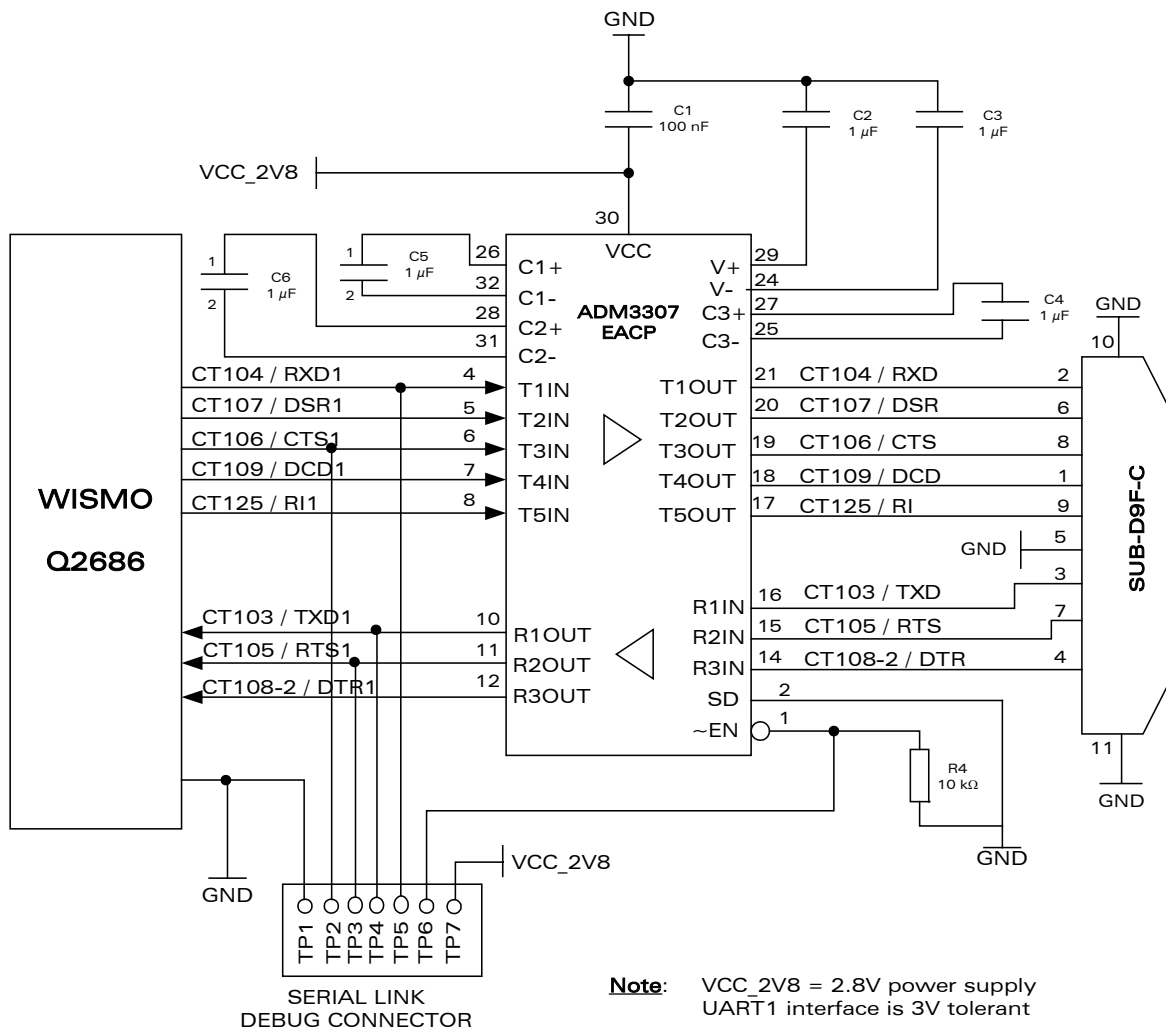 GND
C1
100 nF
C2
1 μF
C3
1 μF
VCC_2V8
30
VCC
1
C6
1 μF
2
1
C5
1 μF
2
26
C1+
32
C1-
28
C2+
31
C2-
ADM3307
EACP
V+
29
V-
24
C3+
27
C3-
25
C4
1 μF
GND
10
WISMO
Q2686
CT104 / RXD1
4
T1IN
CT107 / DSR1
5
T2IN
CT106 / CTS1
6
T3IN
CT109 / DCD1
7
T4IN
CT125 / RI1
8
T5IN
T1OUT
21
CT104 / RXD
2
T2OUT
20
CT107 / DSR
6
T3OUT
19
CT106 / CTS
8
T4OUT
18
CT109 / DCD
1
T5OUT
17
CT125 / RI
9
GND
5
3
SUB-D9F-C
CT103 / TXD1
10
R1OUT
CT105 / RTS1
11
R2OUT
CT108-2 / DTR1
12
R3OUT
R1IN
16
CT103 / TXD
R2IN
15
CT105 / RTS
7
R3IN
14
CT108-2 / DTR
4
SD
2
~EN
1
R4
10 kΩ
11
GND
GND
GND
VCC_2V8
TP1
TP2
TP3
TP4
TP5
TP6
TP7
SERIAL LINK
DEBUG CONNECTOR
Note: VCC_2V8 = 2.8V power supply
UART1 interface is 3V tolerant